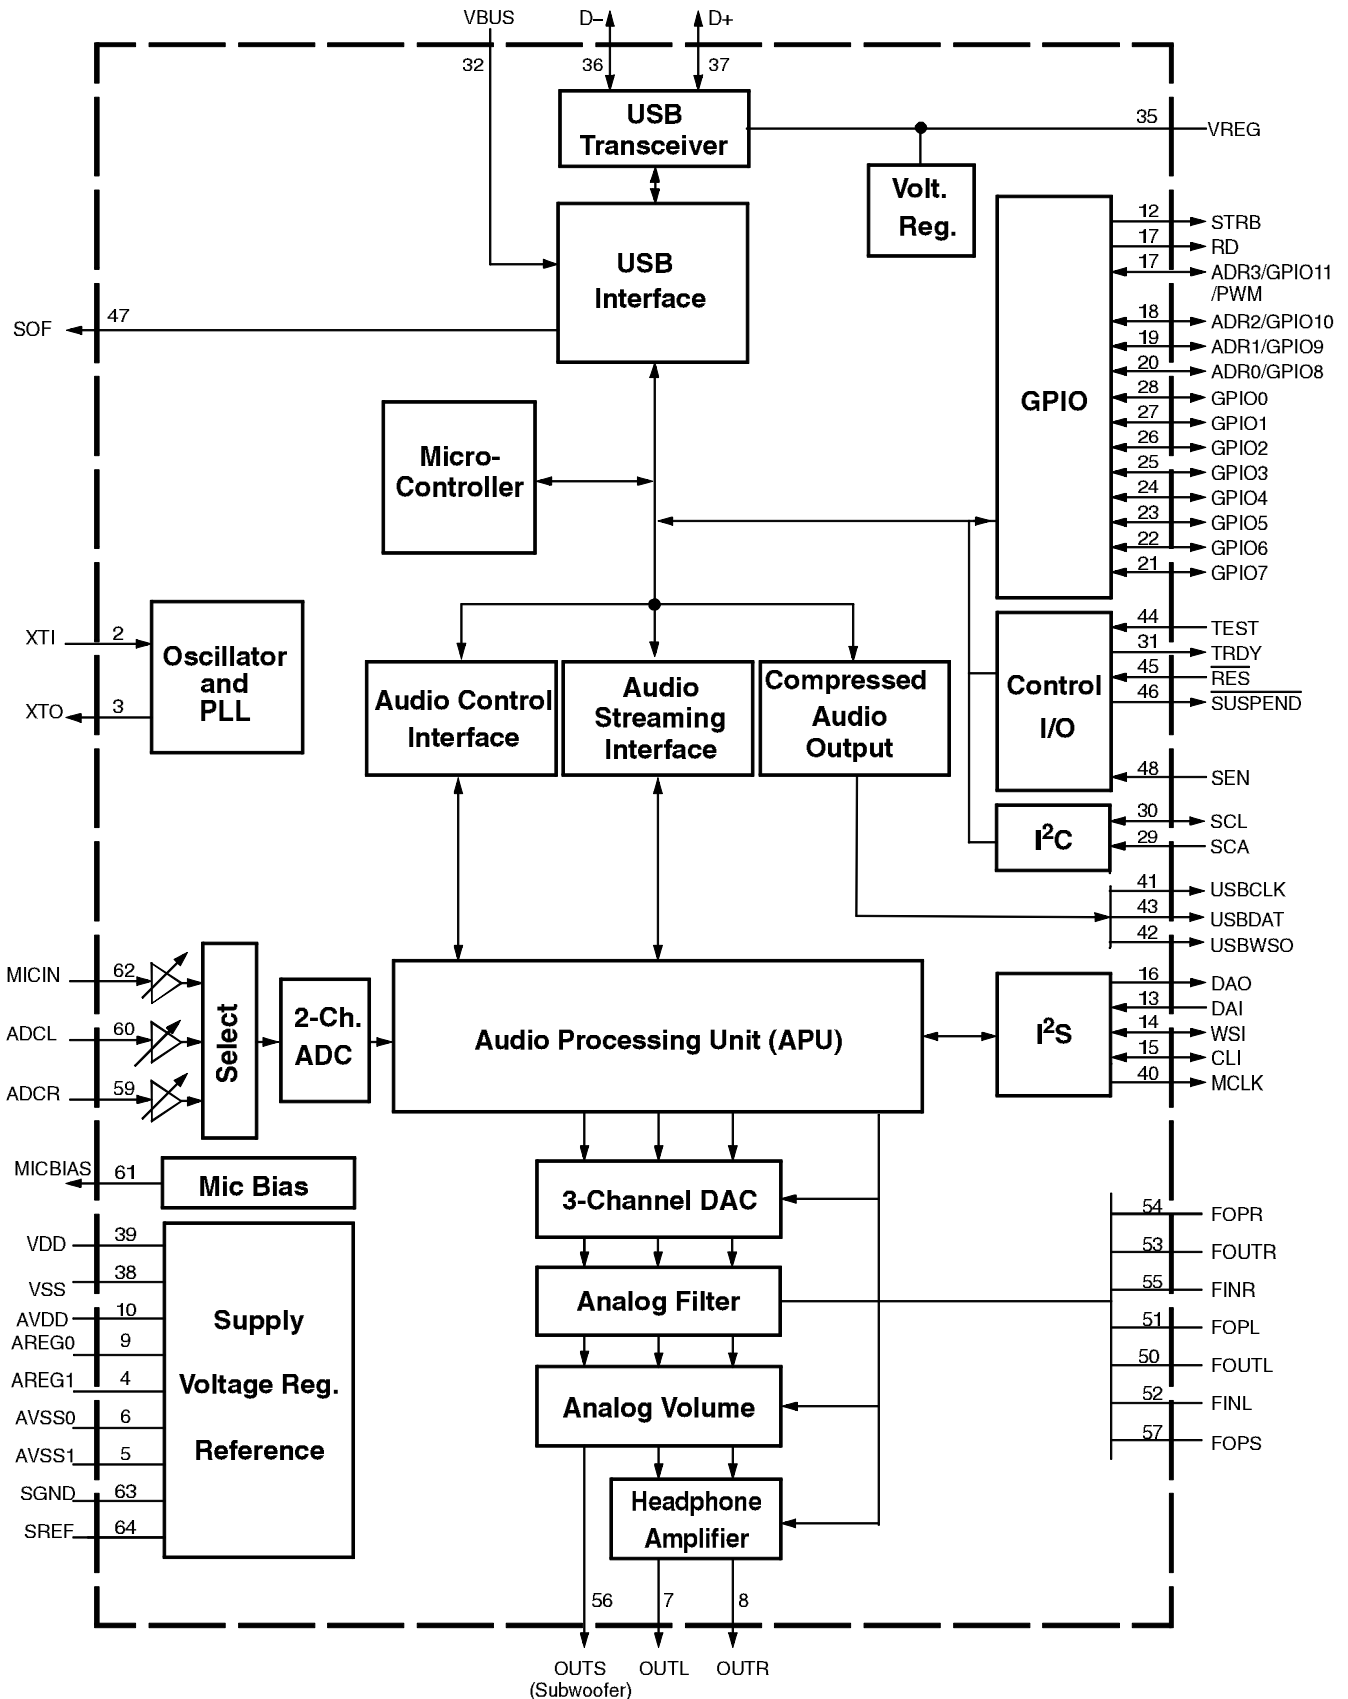 VBUS
D–
D+
32
36
37
USB
Transceiver
35
VREG
Volt.
Reg.
USB
Interface
SOF
47
Micro-
Controller
GPIO
12 STRB
17 RD
17 ADR3/GPIO11
/PWM
18 ADR2/GPIO10
19 ADR1/GPIO9
20 ADR0/GPIO8
28 GPIO0
27 GPIO1
26 GPIO2
25 GPIO3
24 GPIO4
23 GPIO5
22 GPIO6
21 GPIO7
XTI 2
XTO 3
Oscillator
and
PLL
Audio Control
Interface
Audio
Streaming
Interface
Compressed
Audio
Output
Control
I/O
44 TEST
31 TRDY
45 RES
46 SUSPEND
48 SEN
I²C
30 SCL
29 SCA
41 USBCLK
43 USBDAT
42 USBWSO
MICIN 62
ADCL 60
ADCR 59
Select
2-Ch.
ADC
Audio Processing Unit (APU)
I²S
16 DAO
13 DAI
14 WSI
15 CLI
40 MCLK
MICBIAS 61
Mic Bias
3-Channel DAC
Analog Filter
Analog Volume
Headphone
Amplifier
VDD 39
VSS 38
AVDD 10
AREG0 9
AREG1 4
AVSS0 6
AVSS1 5
SGND 63
SREF 64
Supply
Voltage Reg.
Reference
54 FOPR
53 FOUTR
55 FINR
51 FOPL
50 FOUTL
52 FINL
57 FOPS
56
7
8
OUTS
(Subwoofer)
OUTL
OUTR